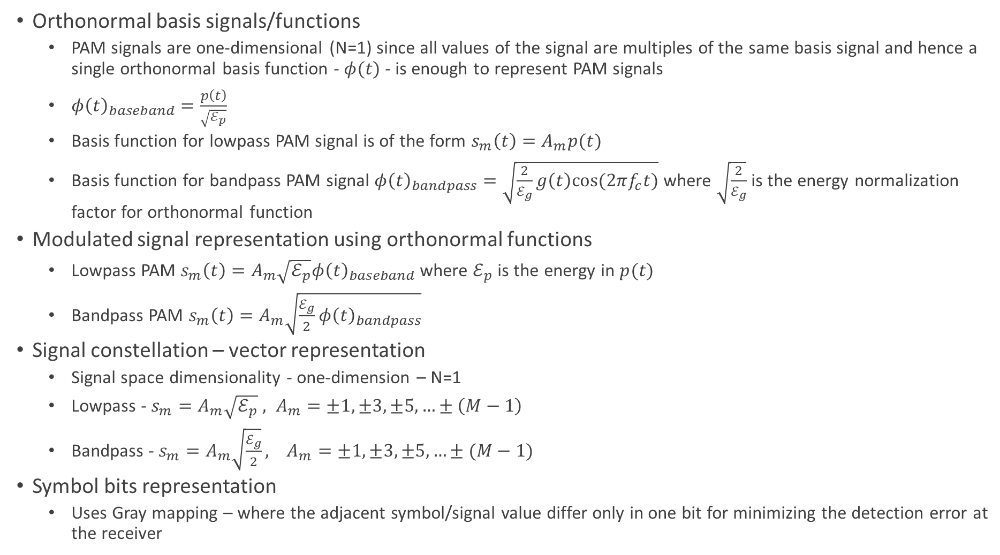 • Orthonormal basis signals/functions
• PAM signals are one-dimensional (N=1) since all values of the signal are multiples of the same basis signal and hence a
single orthonormal basis function - $\phi(t)$ - is enough to represent PAM signals
• $\phi(t)_{baseband} = \frac{p(t)}{\sqrt{\mathcal{E}_p}}$
• Basis function for lowpass PAM signal is of the form $s_m(t) = A_m p(t)$
• Basis function for bandpass PAM signal $\phi(t)_{bandpass} = \sqrt{\frac{2}{\mathcal{E}_g} g(t)\cos(2\pi f_c t)}$ where $\sqrt{\frac{2}{\mathcal{E}_g}}$ is the energy normalization
factor for orthonormal function
• Modulated signal representation using orthonormal functions
• Lowpass PAM $s_m(t) = A_m \sqrt{\mathcal{E}_p} \phi(t)_{baseband}$ where $\mathcal{E}_p$ is the energy in $p(t)$
• Bandpass PAM $s_m(t) = A_m \sqrt{\frac{\mathcal{E}_g}{2} \phi(t)_{bandpass}}$
• Signal constellation – vector representation
• Signal space dimensionality - one-dimension – N=1
• Lowpass - $s_m = A_m \sqrt{\mathcal{E}_p}$ , $A_m = \pm 1, \pm 3, \pm 5, \ldots \pm (M - 1)$
• Bandpass - $s_m = A_m \sqrt{\frac{\mathcal{E}_g}{2}}$, $A_m = \pm 1, \pm 3, \pm 5, \ldots \pm (M - 1)$
• Symbol bits representation
• Uses Gray mapping – where the adjacent symbol/signal value differ only in one bit for minimizing the detection error at
the receiver